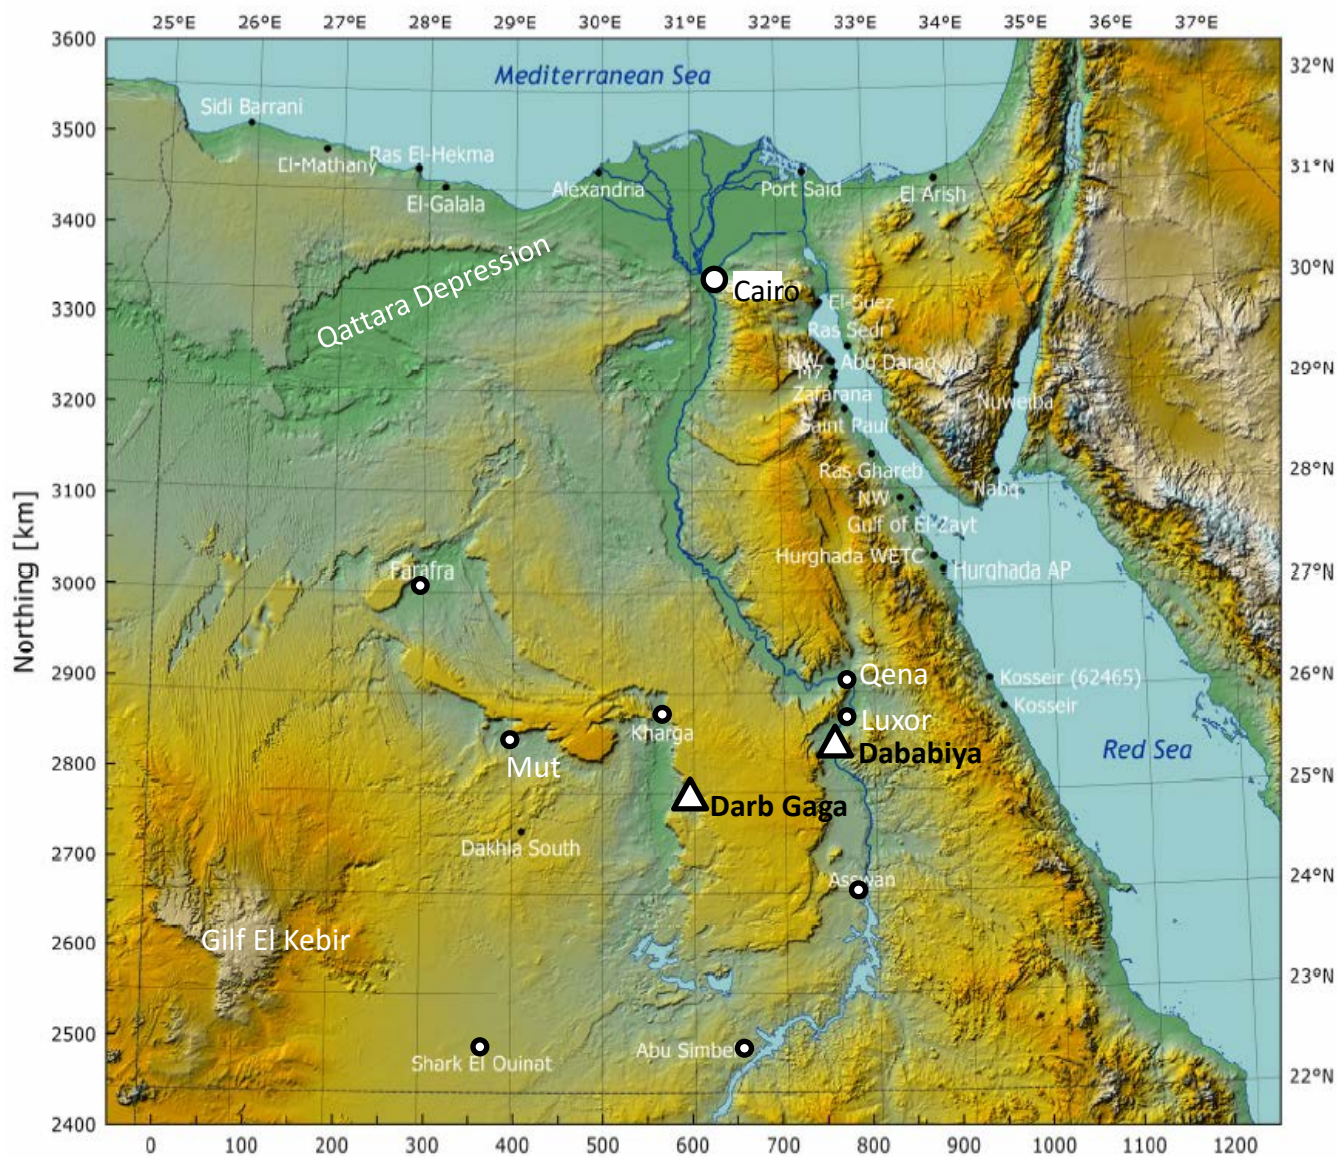 25°E 26°E 27°E 28°E 29°E 30°E 31°E 32°E 33°E 34°E 35°E 36°E 37°E
3600
32°N
Mediterranean Sea
Sidi Barrani
3500
El-Mathany
Ras El-Hekma
31°N
Alexandria
Port Said
El Arish
El-Galala
3400
Qattara Depression
30°N
Cairo
3300
El-Suez
Ras Sedr
NW
Abu Darag
29°N
3200
Zafarana
Nuweiba
Saint Paul
Ras Ghareb
28°N
3100
NW
Nabq
Gulf of El-Zayt
Northing [km]
Hurghada WETC
3000
Farafra
Hurghada AP
27°N
2900
Qena
Kosseir (62465)
26°N
Kosseir
Luxor
Kharga
2800
Mut
Dababiya
Red Sea
25°N
Darb Gaga
2700
Dakhla South
Asswan
24°N
2600
Gilf El Kebir
23°N
2500
Shark El Ouinat
Abu Simbel
22°N
2400
0 100 200 300 400 500 600 700 800 900 1000 1100 1200